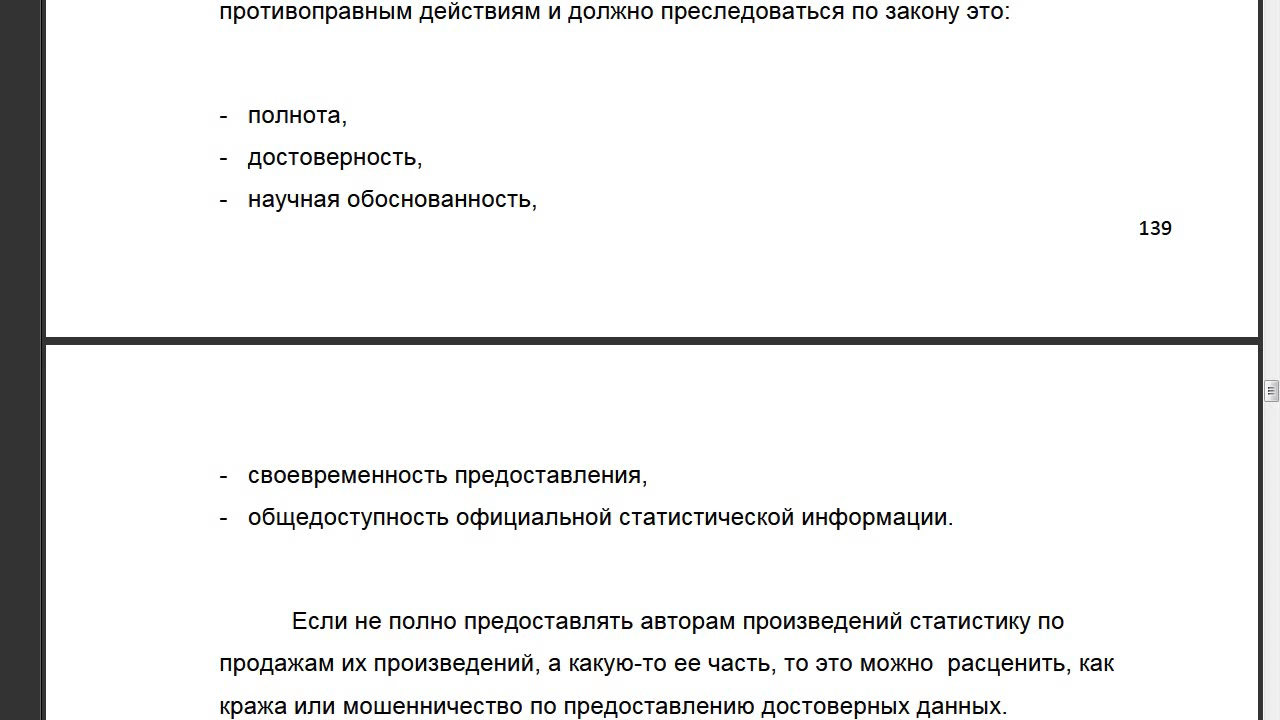 противоправным действиям и должно преследоваться по закону это:
- полнота,
- достоверность,
- научная обоснованность,
139
- своевременность предоставления,
- общедоступность официальной статистической информации.
Если не полно предоставлять авторам произведений статистику по
продажам их произведений, а какую-то ее часть, то это можно  расценить, как
кража или мошенничество по предоставлению достоверных данных.